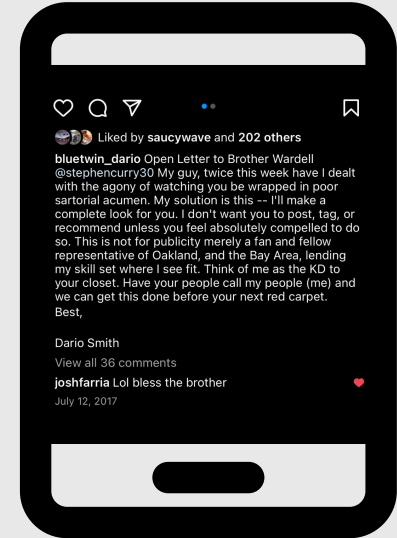 Liked by saucywave and 202 others
bluetwin_dario Open Letter to Brother Wardell
@stephencurry30 My guy, twice this week have I dealt
with the agony of watching you be wrapped in poor
sartorial acumen. My solution is this -- I'll make a
complete look for you. I don't want you to post, tag, or
recommend unless you feel absolutely compelled to do
so. This is not for publicity merely a fan and fellow
representative of Oakland, and the Bay Area, lending
my skill set where I see fit. Think of me as the KD to
your closet. Have your people call my people (me) and
we can get this done before your next red carpet.
Best,
Dario Smith
View all 36 comments
joshfarria Lol bless the brother
July 12, 2017